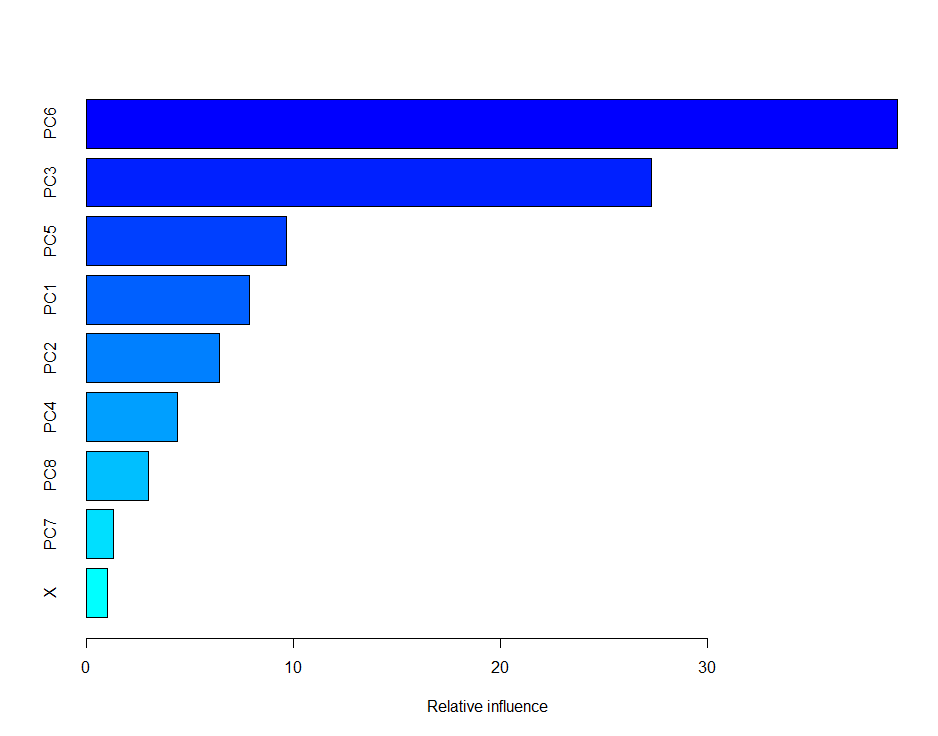 PC6
PC3
PC5
PC1
PC2
PC4
PC8
PC7
X
0 10 20 30
Relative influence